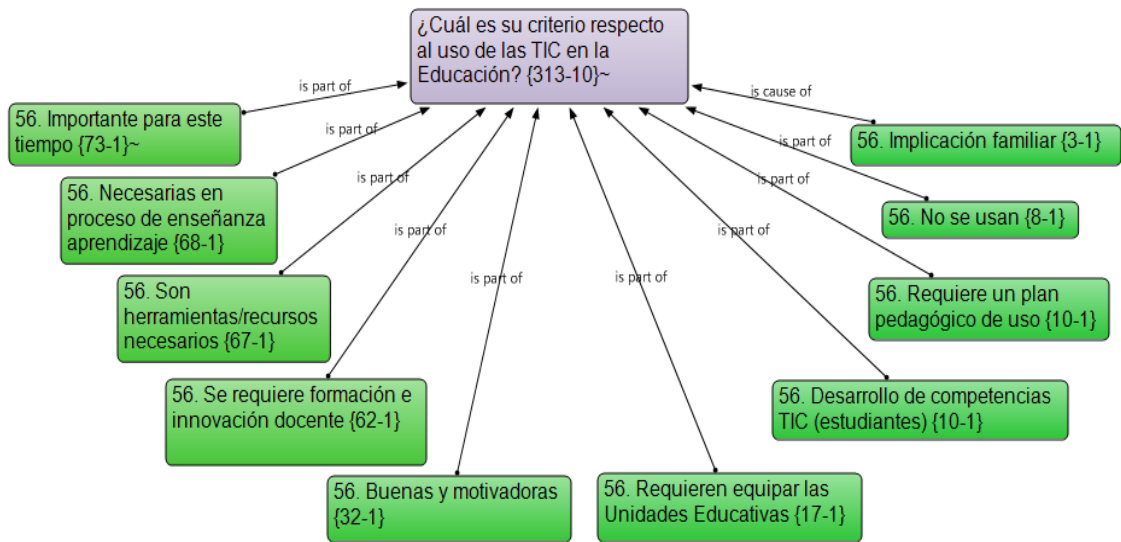 ¿Cuál es su criterio respecto
al uso de las TIC en la
Educación? {313-10}~
is part of
is cause of
56. Importante para este
tiempo {73-1}~
is part of
56. Implicación familiar {3-1}
is part of
56. Necesarias en
proceso de enseñanza
aprendizaje {68-1}
is part of
is part of
56. No se usan {8-1}
is part of
56. Son
herramientas/recursos
necesarios {67-1}
is part of
is part of
is part of
56. Requiere un plan
pedagógico de uso {10-1}
56. Se requiere formación e
innovación docente {62-1}
56. Desarrollo de competencias
TIC (estudiantes) {10-1}
56. Buenas y motivadoras
{32-1}
56. Requieren equipar las
Unidades Educativas {17-1}